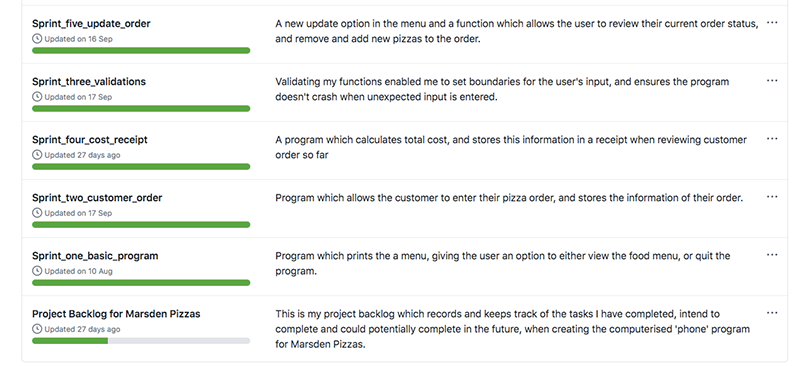 Sprint_five_update_order
Updated on 16 Sep
A new update option in the menu and a function which allows the user to review their current order status,
and remove and add new pizzas to the order.
Sprint_three_validations
Updated on 17 Sep
Validating my functions enabled me to set boundaries for the user's input, and ensures the program
doesn't crash when unexpected input is entered.
Sprint_four_cost_receipt
Updated 27 days ago
A program which calculates total cost, and stores this information in a receipt when reviewing customer
order so far
Sprint_two_customer_order
Updated on 17 Sep
Program which allows the customer to enter their pizza order, and stores the information of their order.
Sprint_one_basic_program
Updated on 10 Aug
Program which prints the a menu, giving the user an option to either view the food menu, or quit the
program.
Project Backlog for Marsden Pizzas
Updated 27 days ago
This is my project backlog which records and keeps track of the tasks I have completed, intend to
complete and could potentially complete in the future, when creating the computerised 'phone' program
for Marsden Pizzas.